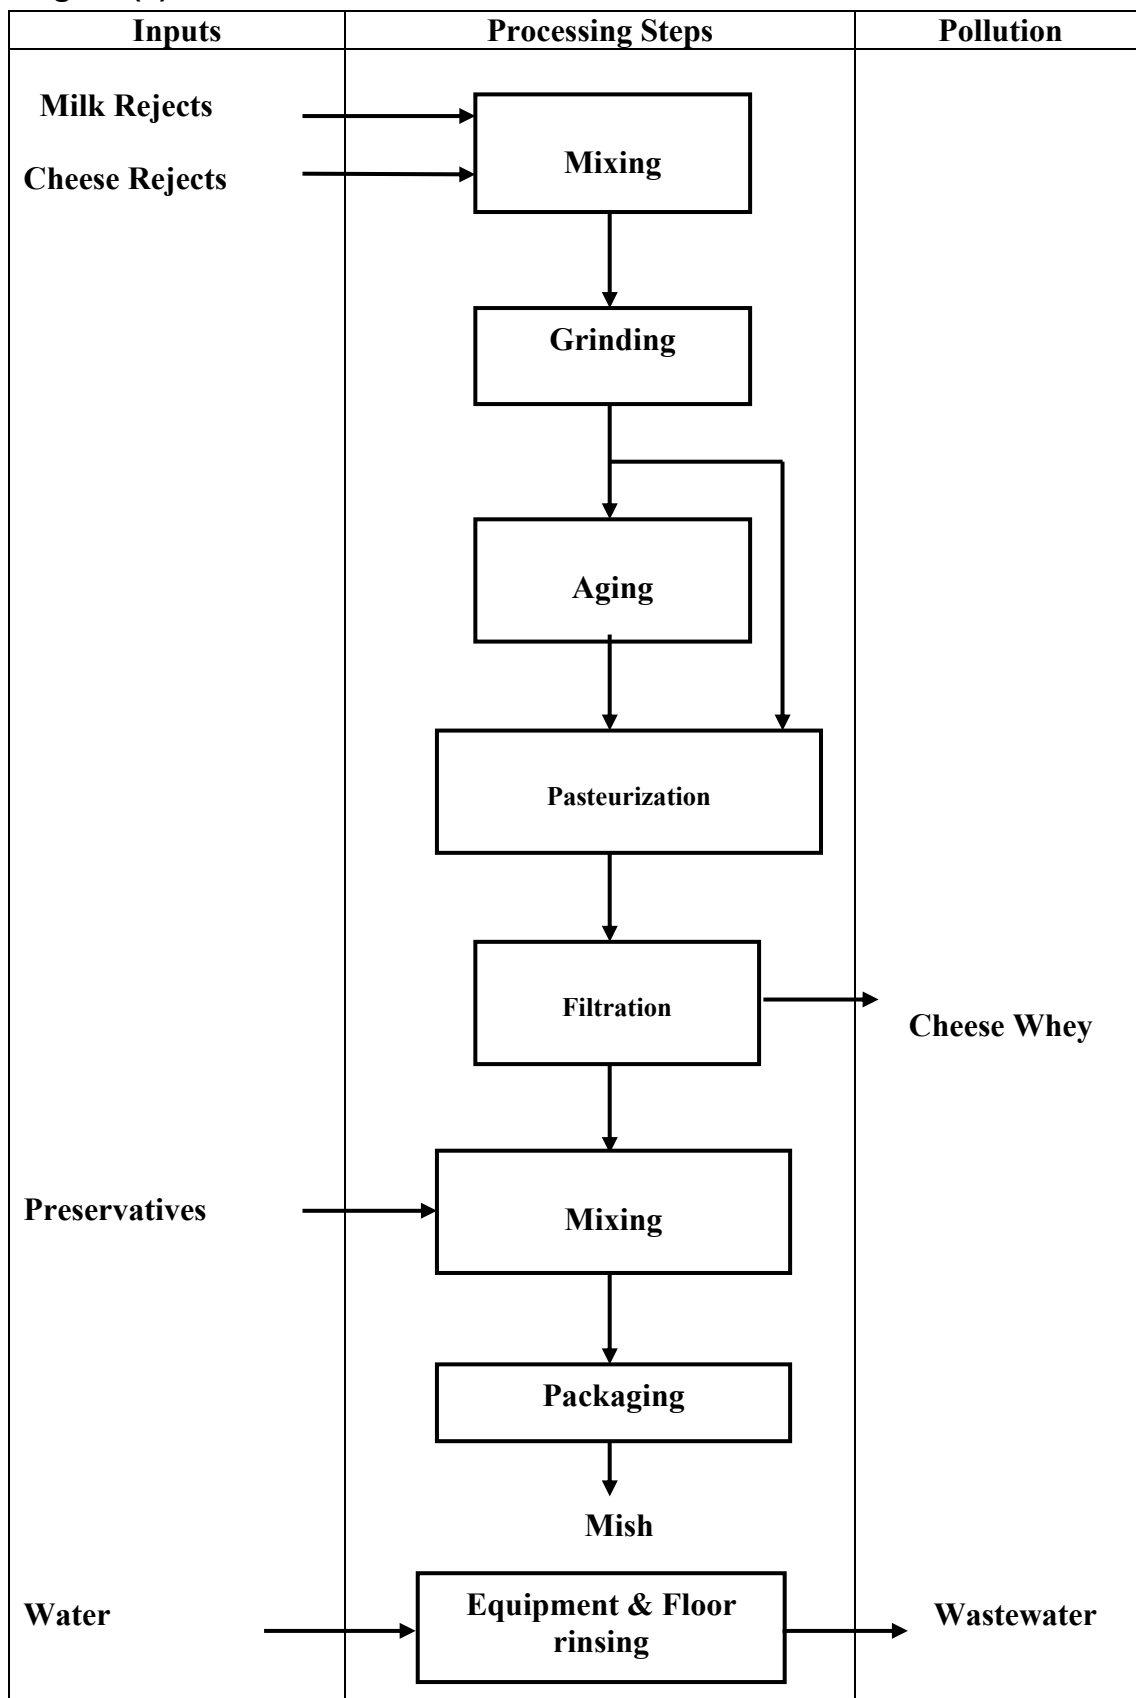 Inputs
Processing Steps
Pollution
Milk Rejects
Cheese Rejects
Mixing
Grinding
Aging
Pasteurization
Filtration
Cheese Whey
Preservatives
Mixing
Packaging
Mish
Water
Equipment & Floor
rinsing
Wastewater